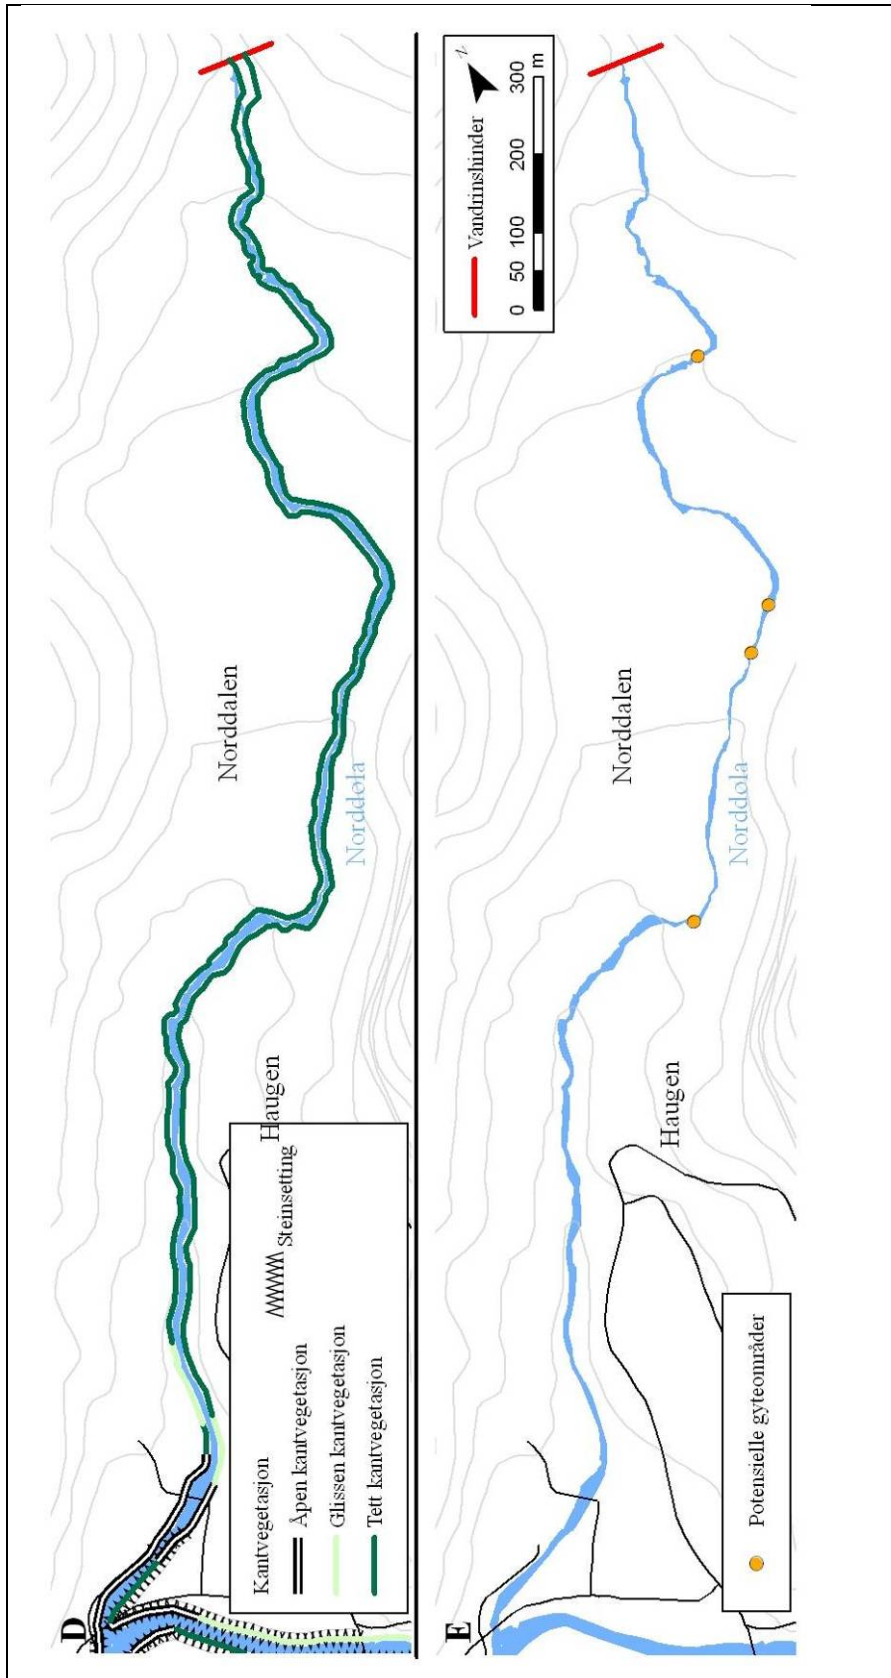 D
Norddalen
Norddøla
Haugen
Kantvegetasjon
Åpen kantvegetasjon
Glissen kantvegetasjon
Tett kantvegetasjon
Steinsetting
E
Norddalen
Norddøla
Haugen
Potensielle gyteområder
Vandrinshinder
N
0 50 100 200 300
m